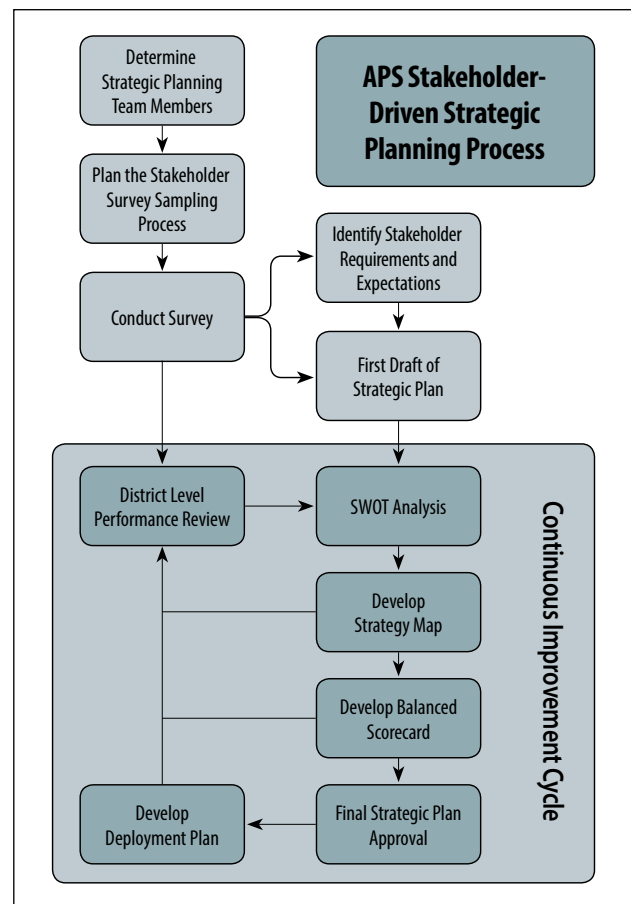 Determine
Strategic Planning
Team Members
APS Stakeholder-
Driven Strategic
Planning Process
Plan the Stakeholder
Survey Sampling
Process
Identify Stakeholder
Requirements and
Expectations
Conduct Survey
First Draft of
Strategic Plan
District Level
Performance Review
SWOT Analysis
Develop
Strategy Map
Develop Balanced
Scorecard
Develop
Deployment Plan
Final Strategic Plan
Approval
Continuous Improvement Cycle